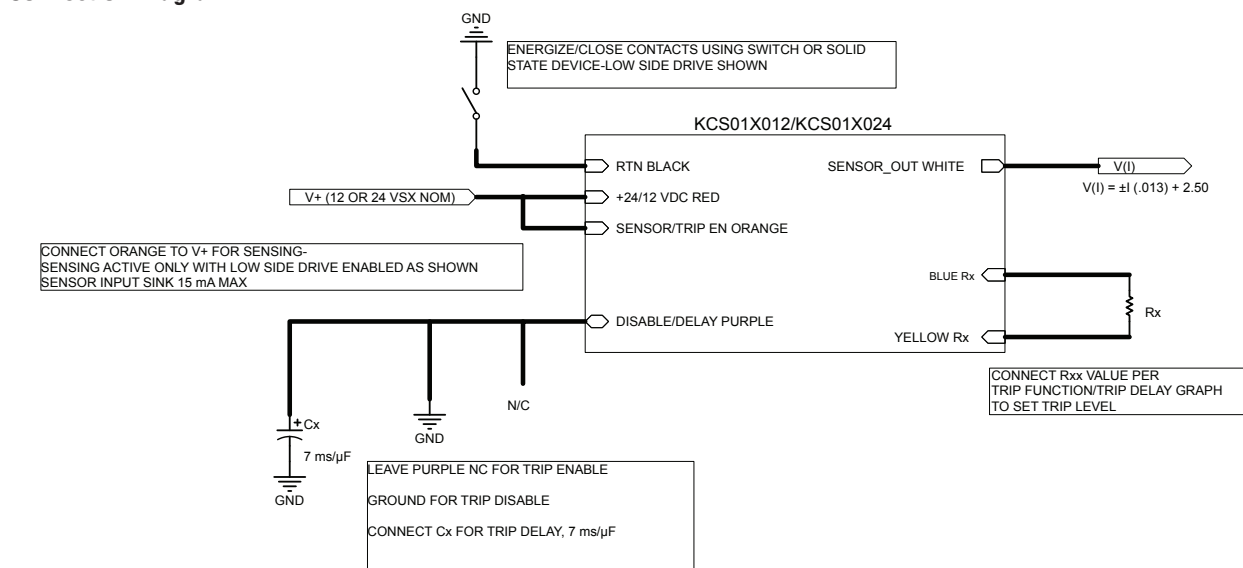 GND
ENERGIZE/CLOSE CONTACTS USING SWITCH OR SOLID
STATE DEVICE-LOW SIDE DRIVE SHOWN
KCS01X012/KCS01X024
RTN BLACK
SENSOR_OUT WHITE
V(I)
V(I) = ±I (.013) + 2.50
V+ (12 OR 24 VSX NOM)
+24/12 VDC RED
SENSOR/TRIP EN ORANGE
CONNECT ORANGE TO V+ FOR SENSING-
SENSING ACTIVE ONLY WITH LOW SIDE DRIVE ENABLED AS SHOWN
SENSOR INPUT SINK 15 mA MAX
BLUE Rx
Rx
DISABLE/DELAY PURPLE
YELLOW Rx
CONNECT Rxx VALUE PER
TRIP FUNCTION/TRIP DELAY GRAPH
TO SET TRIP LEVEL
N/C
+Cx
7 ms/µF
GND
GND
LEAVE PURPLE NC FOR TRIP ENABLE
GROUND FOR TRIP DISABLE
CONNECT Cx FOR TRIP DELAY, 7 ms/µF